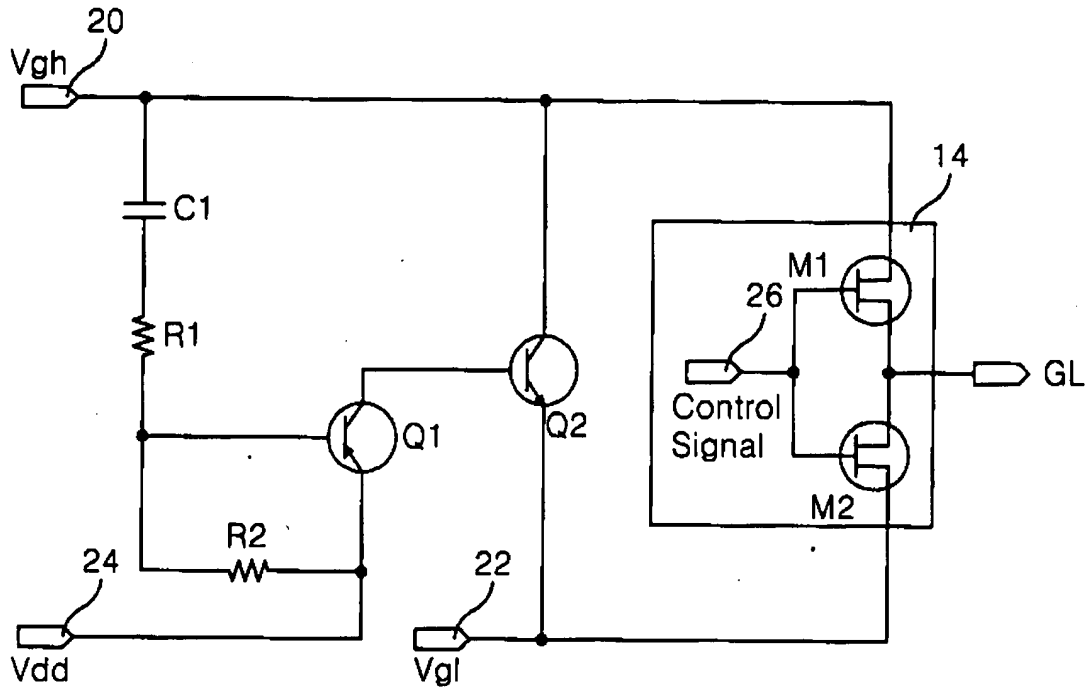 20
Vgh
14
C1
M1
26
R1
GL
Control
Signal
Q1
Q2
M2
R2
24
22
Vdd
Vgl